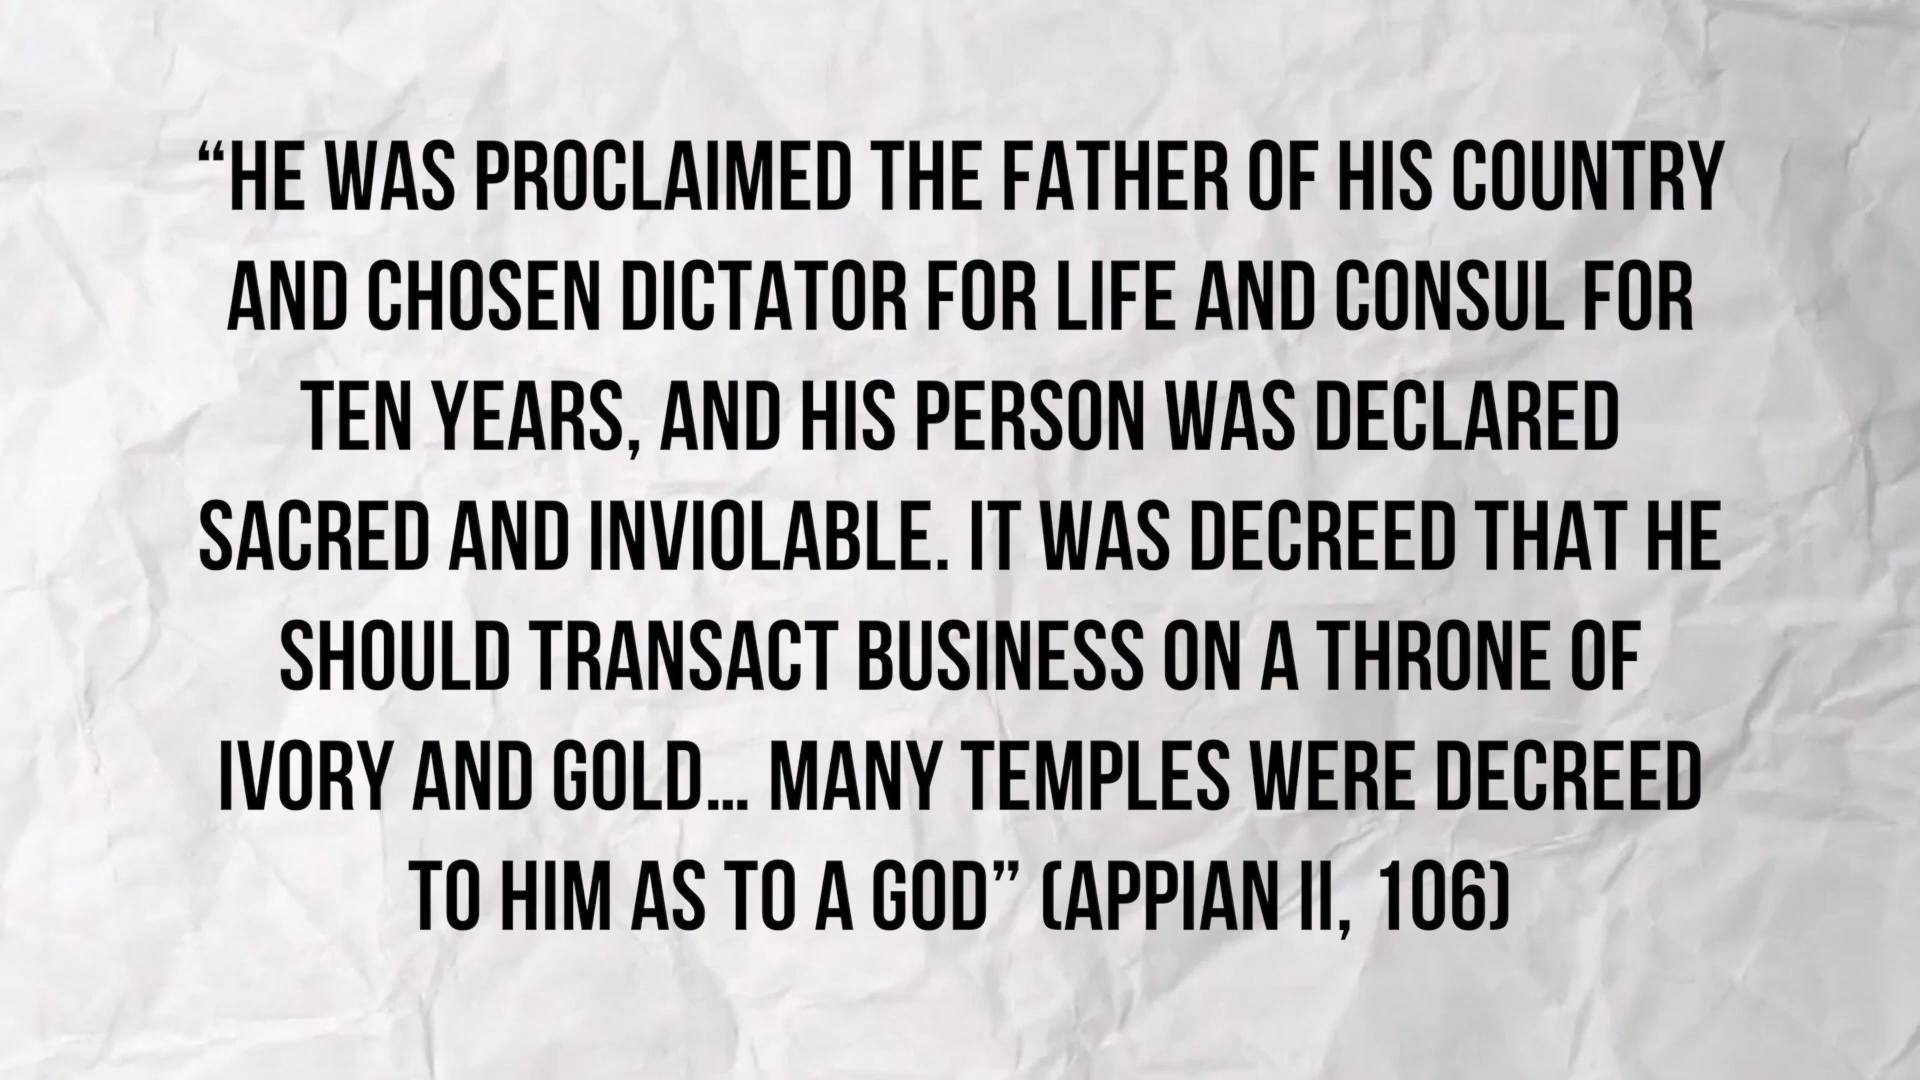 “HE WAS PROCLAIMED THE FATHER OF HIS COUNTRY
AND CHOSEN DICTATOR FOR LIFE AND CONSUL FOR
TEN YEARS, AND HIS PERSON WAS DECLARED
SACRED AND INVIOLABLE. IT WAS DECREED THAT HE
SHOULD TRANSACT BUSINESS ON A THRONE OF
IVORY AND GOLD... MANY TEMPLES WERE DECREED
TO HIM AS TO A GOD” (APPIAN II, 106)